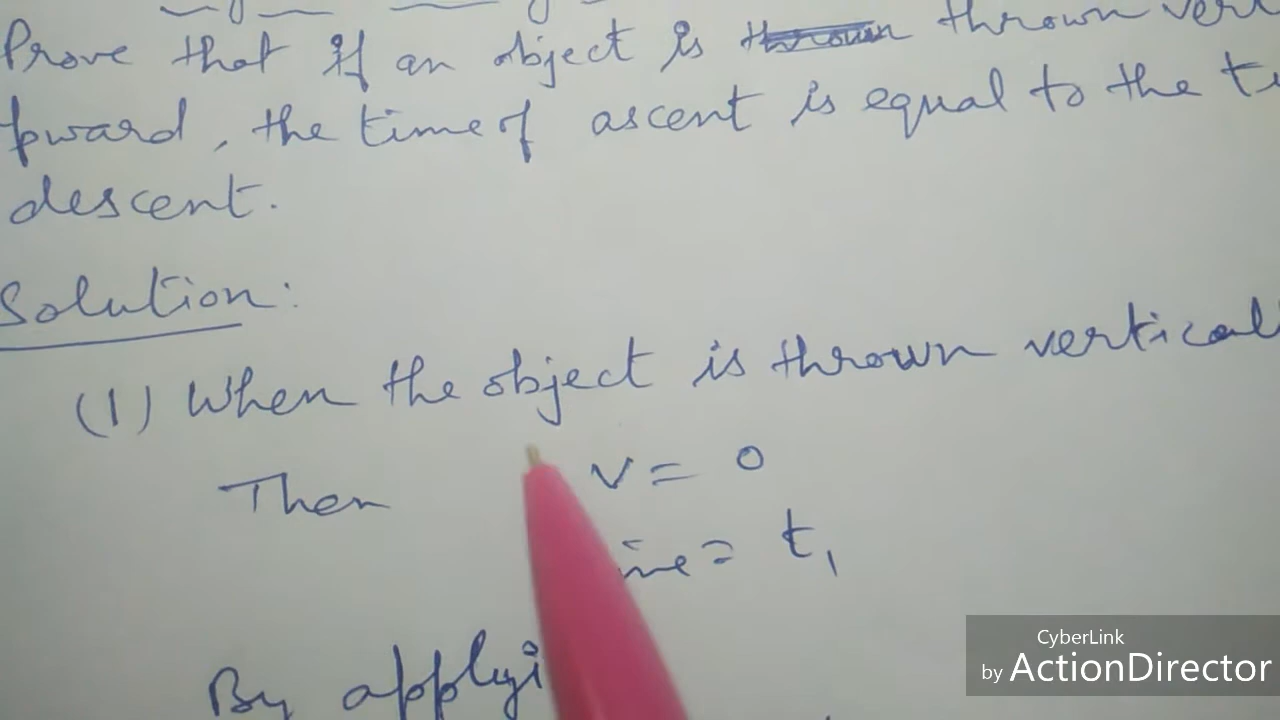 Prove that if an object is thrown
pward, the time of ascent is equal to the
descent.
Solution:
(1) When the object is thrown vertical
Then v = 0
= t1
By applyi
CyberLink
by ActionDirector